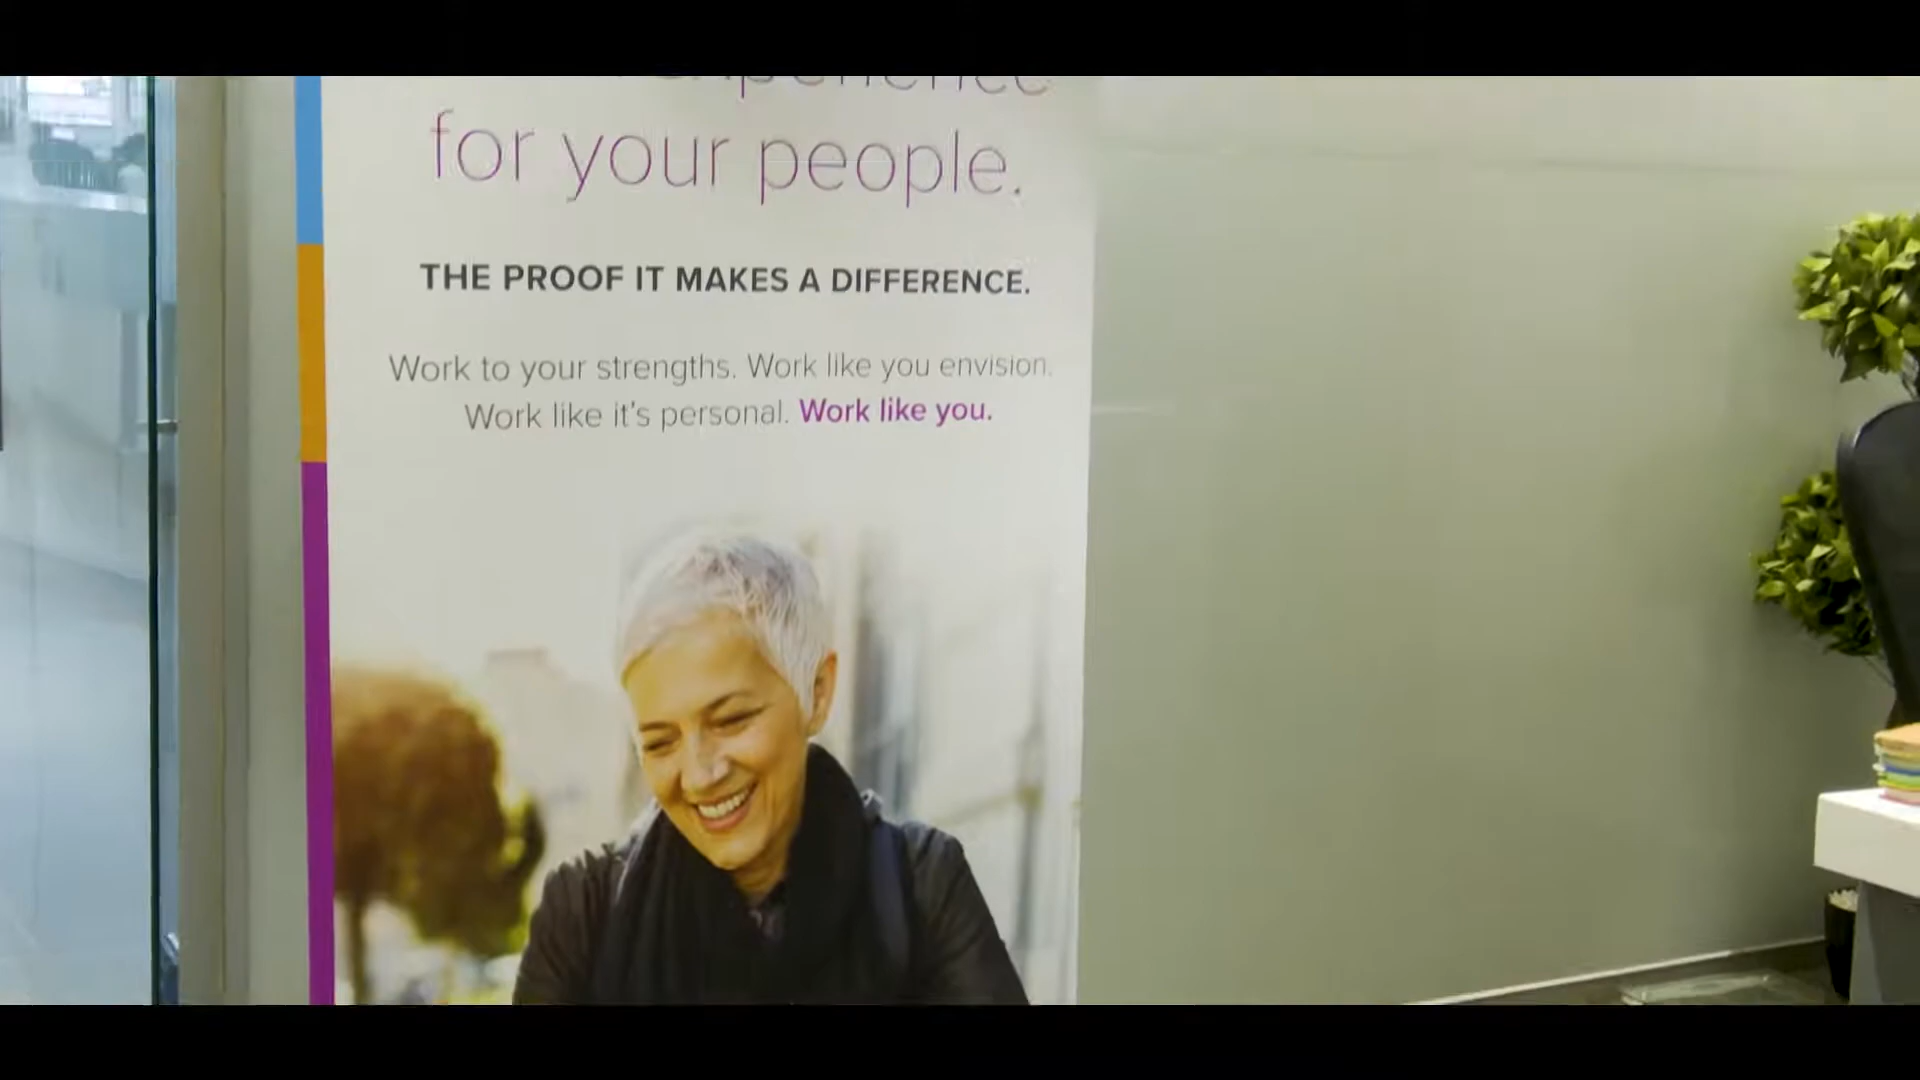 experience
for your people.
THE PROOF IT MAKES A DIFFERENCE.
Work to your strengths. Work like you envision.
Work like it's personal. Work like you.